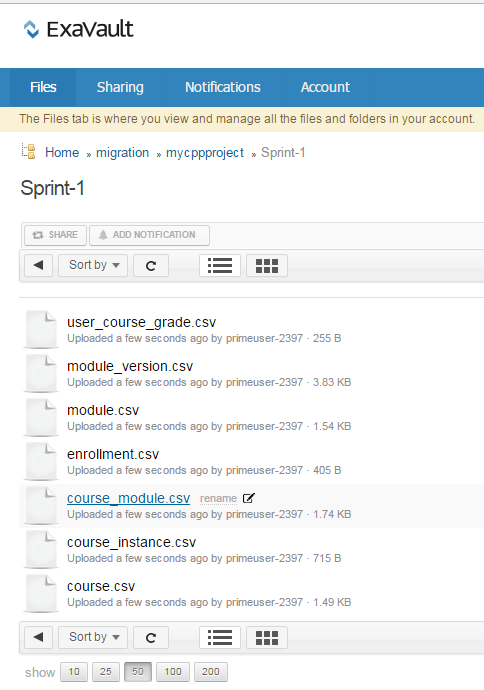 ExaVault
Files Sharing Notifications Account
The Files tab is where you view and manage all the files and folders in your account.
Home » migration » mycppproject » Sprint-1
Sprint-1
SHARE ADD NOTIFICATION
Sort by
user_course_grade.csv
Uploaded a few seconds ago by primeuser-2397 · 255 B
module_version.csv
Uploaded a few seconds ago by primeuser-2397 · 3.83 KB
module.csv
Uploaded a few seconds ago by primeuser-2397 · 1.54 KB
enrollment.csv
Uploaded a few seconds ago by primeuser-2397 · 405 B
course_module.csv rename
Uploaded a few seconds ago by primeuser-2397 · 1.74 KB
course_instance.csv
Uploaded a few seconds ago by primeuser-2397 · 715 B
course.csv
Uploaded a few seconds ago by primeuser-2397 · 1.49 KB
Sort by
show 10 25 50 100 200